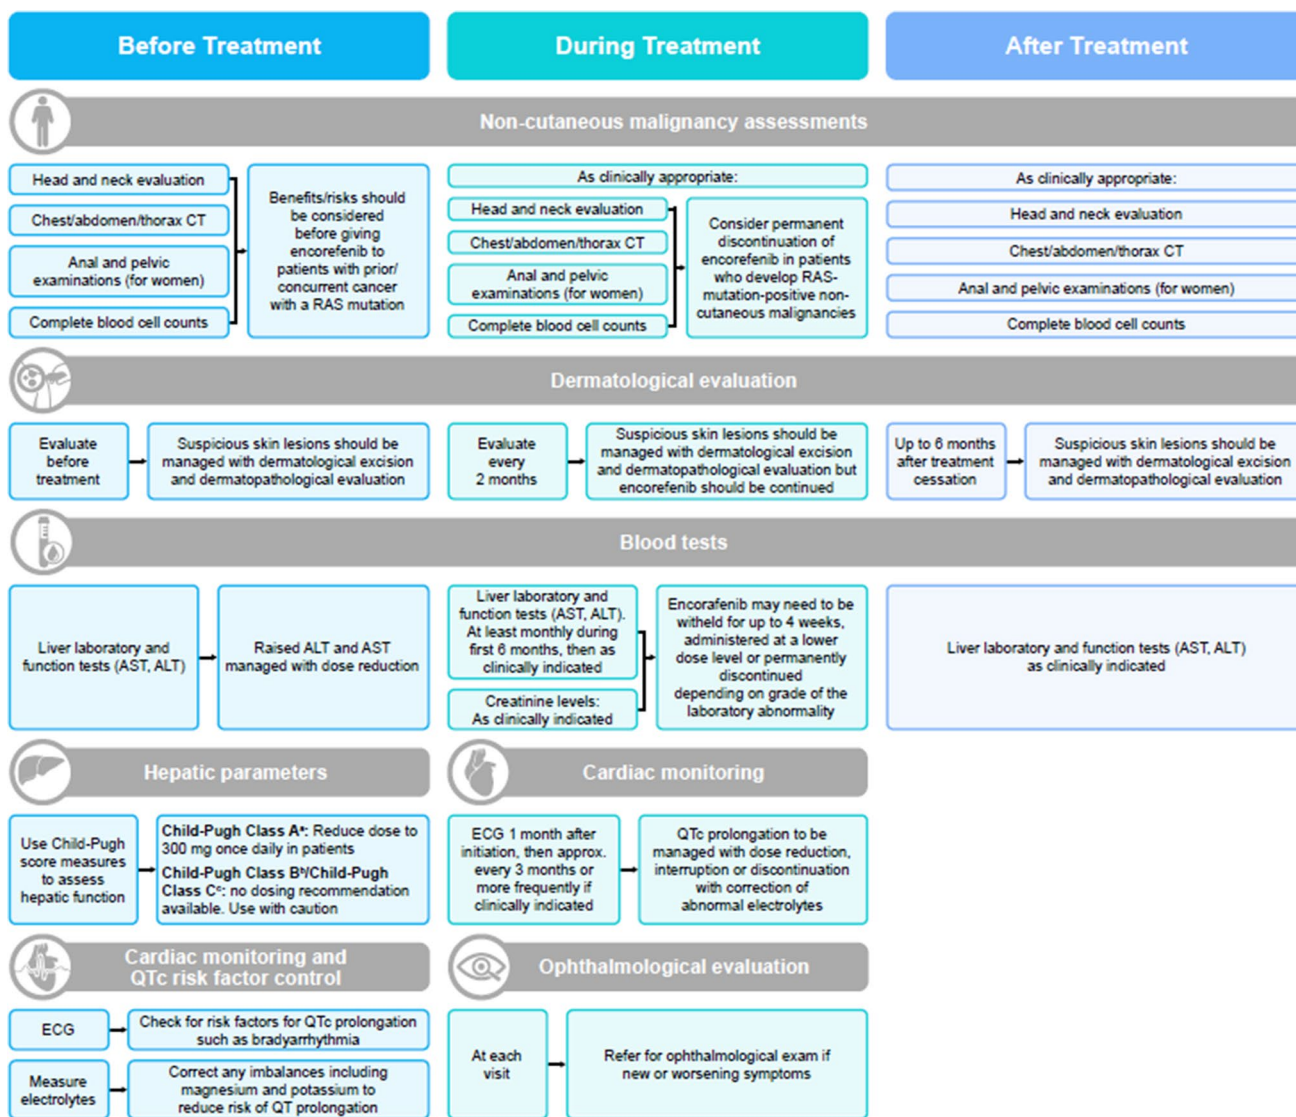 Before Treatment
During Treatment
After Treatment
Non-cutaneous malignancy assessments
Head and neck evaluation
Chest/abdomen/thorax CT
Anal and pelvic
examinations (for women)
Complete blood cell counts
Benefits/risks should
be considered
before giving
encorefenib to
patients with prior/
concurrent cancer
with a RAS mutation
As clinically appropriate:
Head and neck evaluation
Chest/abdomen/thorax CT
Anal and pelvic
examinations (for women)
Complete blood cell counts
Consider permanent
discontinuation of
encorefenib in patients
who develop RAS-
mutation-positive non-
cutaneous malignancies
As clinically appropriate:
Head and neck evaluation
Chest/abdomen/thorax CT
Anal and pelvic examinations (for women)
Complete blood cell counts
Dermatological evaluation
Evaluate
before
treatment
Suspicious skin lesions should be
managed with dermatological excision
and dermatopathological evaluation
Evaluate
every
2 months
Suspicious skin lesions should be
managed with dermatological excision
and dermatopathological evaluation but
encorefenib should be continued
Up to 6 months
after treatment
cessation
Suspicious skin lesions should be
managed with dermatological excision
and dermatopathological evaluation
Blood tests
Liver laboratory and
function tests (AST, ALT)
Raised ALT and AST
managed with dose reduction
Liver laboratory and
function tests (AST, ALT).
At least monthly during
first 6 months, then as
clinically indicated
Creatinine levels:
As clinically indicated
Encorafenib may need to be
witheld for up to 4 weeks,
administered at a lower
dose level or permanently
discontinued
depending on grade of the
laboratory abnormality
Liver laboratory and function tests (AST, ALT)
as clinically indicated
Hepatic parameters
Use Child-Pugh
score measures
to assess
hepatic function
Child-Pugh Class Aᵃ: Reduce dose to
300 mg once daily in patients
Child-Pugh Class Bᵇ/Child-Pugh
Class Cᶜ: no dosing recommendation
available. Use with caution
Cardiac monitoring
ECG 1 month after
initiation, then approx.
every 3 months or
more frequently if
clinically indicated
QTc prolongation to be
managed with dose reduction,
interruption or discontinuation
with correction of
abnormal electrolytes
Cardiac monitoring and
QTc risk factor control
ECG
Check for risk factors for QTc prolongation
such as bradyarrhythmia
Measure
electrolytes
Correct any imbalances including
magnesium and potassium to
reduce risk of QT prolongation
Ophthalmological evaluation
At each
visit
Refer for ophthalmological exam if
new or worsening symptoms